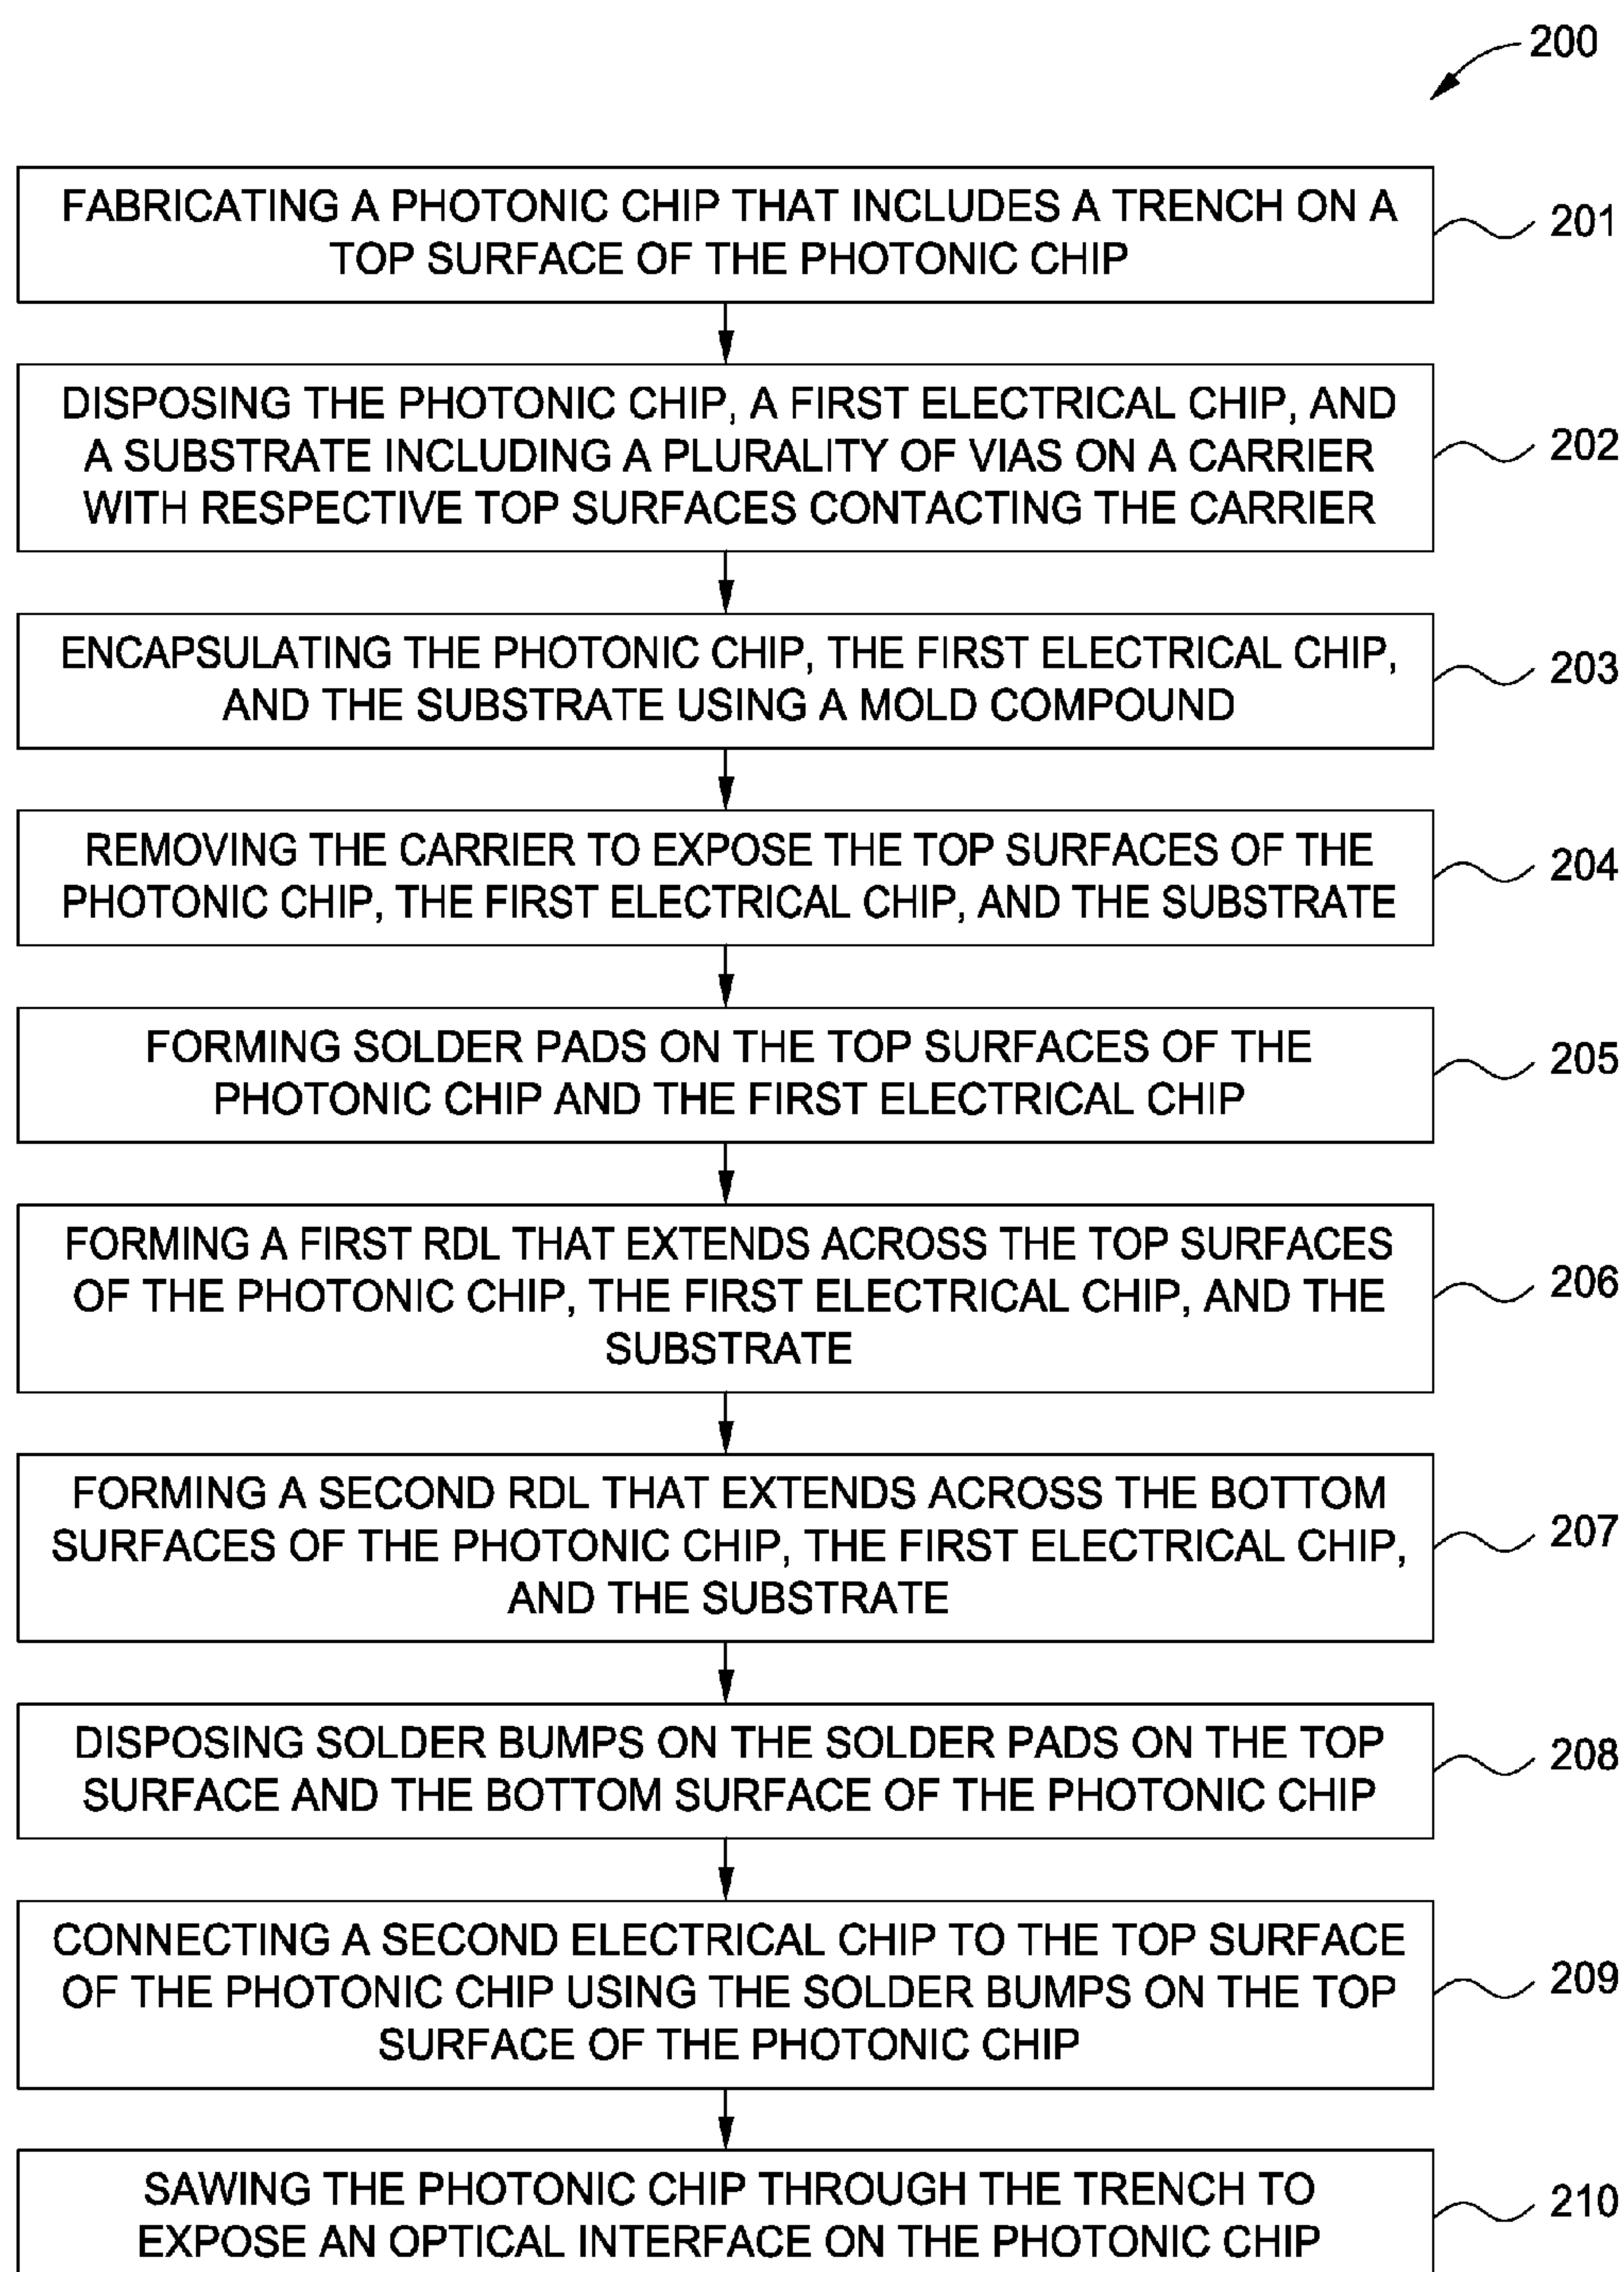 200
FABRICATING A PHOTONIC CHIP THAT INCLUDES A TRENCH ON A
TOP SURFACE OF THE PHOTONIC CHIP
201
DISPOSING THE PHOTONIC CHIP, A FIRST ELECTRICAL CHIP, AND
A SUBSTRATE INCLUDING A PLURALITY OF VIAS ON A CARRIER
WITH RESPECTIVE TOP SURFACES CONTACTING THE CARRIER
202
ENCAPSULATING THE PHOTONIC CHIP, THE FIRST ELECTRICAL CHIP,
AND THE SUBSTRATE USING A MOLD COMPOUND
203
REMOVING THE CARRIER TO EXPOSE THE TOP SURFACES OF THE
PHOTONIC CHIP, THE FIRST ELECTRICAL CHIP, AND THE SUBSTRATE
204
FORMING SOLDER PADS ON THE TOP SURFACES OF THE
PHOTONIC CHIP AND THE FIRST ELECTRICAL CHIP
205
FORMING A FIRST RDL THAT EXTENDS ACROSS THE TOP SURFACES
OF THE PHOTONIC CHIP, THE FIRST ELECTRICAL CHIP, AND THE
SUBSTRATE
206
FORMING A SECOND RDL THAT EXTENDS ACROSS THE BOTTOM
SURFACES OF THE PHOTONIC CHIP, THE FIRST ELECTRICAL CHIP,
AND THE SUBSTRATE
207
DISPOSING SOLDER BUMPS ON THE SOLDER PADS ON THE TOP
SURFACE AND THE BOTTOM SURFACE OF THE PHOTONIC CHIP
208
CONNECTING A SECOND ELECTRICAL CHIP TO THE TOP SURFACE
OF THE PHOTONIC CHIP USING THE SOLDER BUMPS ON THE TOP
SURFACE OF THE PHOTONIC CHIP
209
SAWING THE PHOTONIC CHIP THROUGH THE TRENCH TO
EXPOSE AN OPTICAL INTERFACE ON THE PHOTONIC CHIP
210